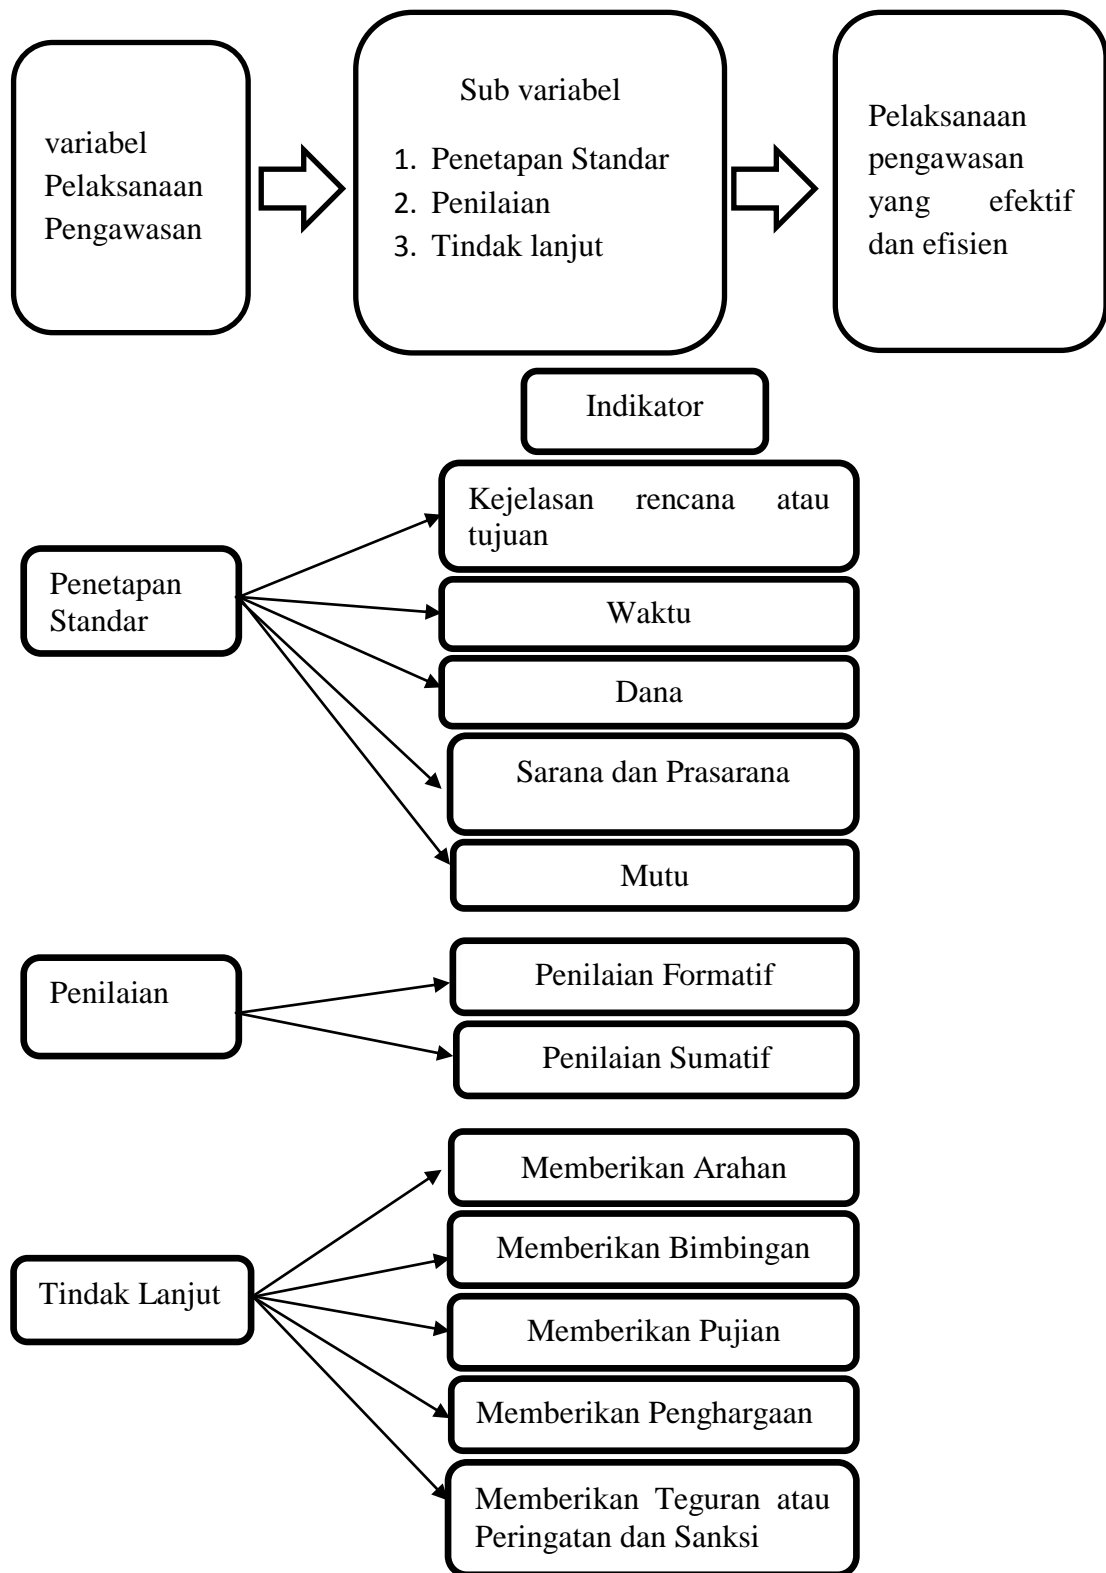 variabel
Pelaksanaan
Pengawasan
Sub variabel
1. Penetapan Standar
2. Penilaian
3. Tindak lanjut
Pelaksanaan
pengawasan
yang efektif
dan efisien
Indikator
Penetapan
Standar
Kejelasan rencana atau
tujuan
Waktu
Dana
Sarana dan Prasarana
Mutu
Penilaian
Penilaian Formatif
Penilaian Sumatif
Tindak Lanjut
Memberikan Arahan
Memberikan Bimbingan
Memberikan Pujian
Memberikan Penghargaan
Memberikan Teguran atau
Peringatan dan Sanksi